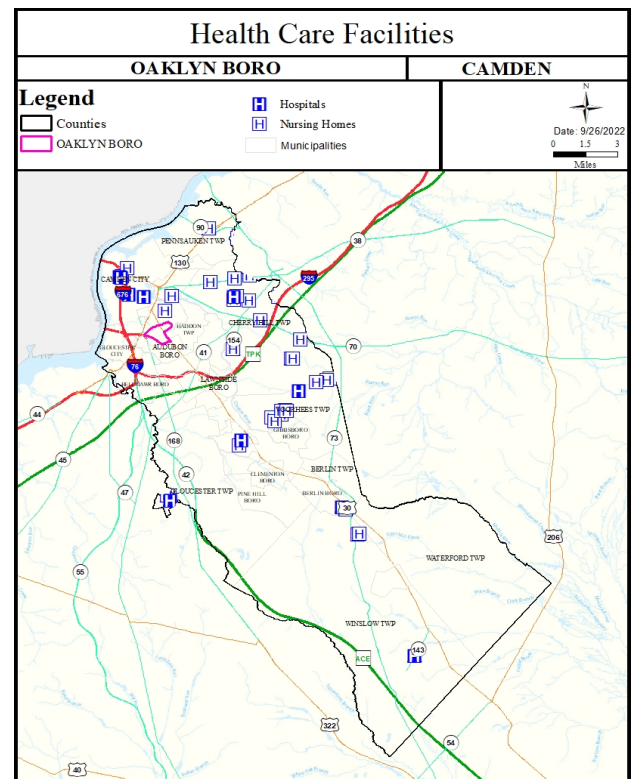 Health Care Facilities
OAKLYN BORO
CAMDEN
Legend
Counties
OAKLYN BORO
H Hospitals
H Nursing Homes
Municipalities
N
Date: 9/26/2022
0 1.5 3
Miles
90
PENNSAUKEN TWP
38
130
295
676
HADDON
TWP
CHERRY HILL TWP
GLOUCESTER
CITY
AUDUBON
BORO
154
41
TPK
70
76
BELLMAWR BORO
LAWNSIDE
BORO
44
VOORHEES TWP
GIBBSBORO
BORO
168
73
45
42
CLEMENTON
BORO
BERLIN TWP
47
GLOUCESTER TWP
PINE HILL
BORO
BERLIN BORO
30
206
55
WATERFORD TWP
WINSLOW TWP
143
ACE
322
54
40